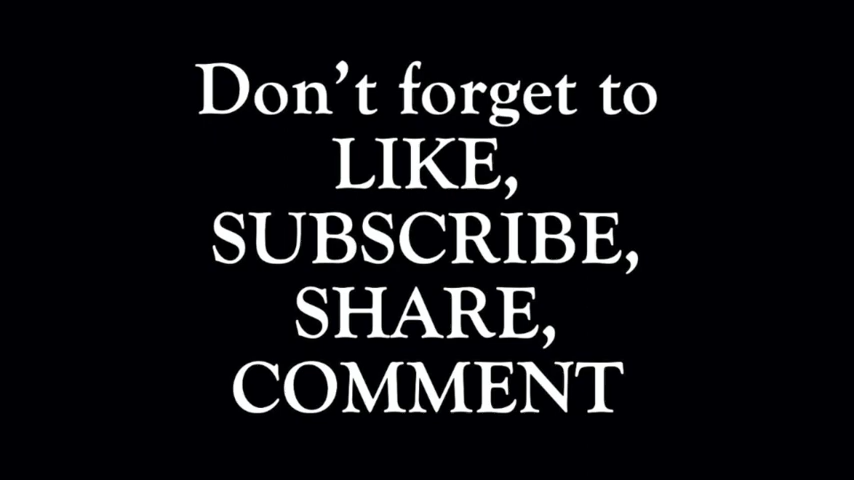 Don’t forget to
LIKE,
SUBSCRIBE,
SHARE,
COMMENT